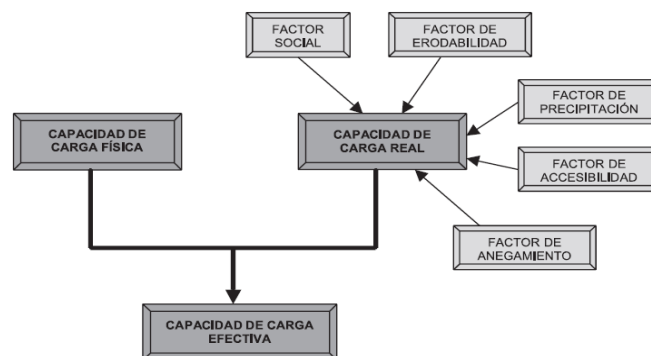 FACTOR
SOCIAL
FACTOR DE
ERODABILIDAD
FACTOR DE
PRECIPITACIÓN
CAPACIDAD DE
CARGA FÍSICA
CAPACIDAD DE
CARGA REAL
FACTOR DE
ACCESIBILIDAD
FACTOR DE
ANEGAMIENTO
CAPACIDAD DE CARGA
EFECTIVA